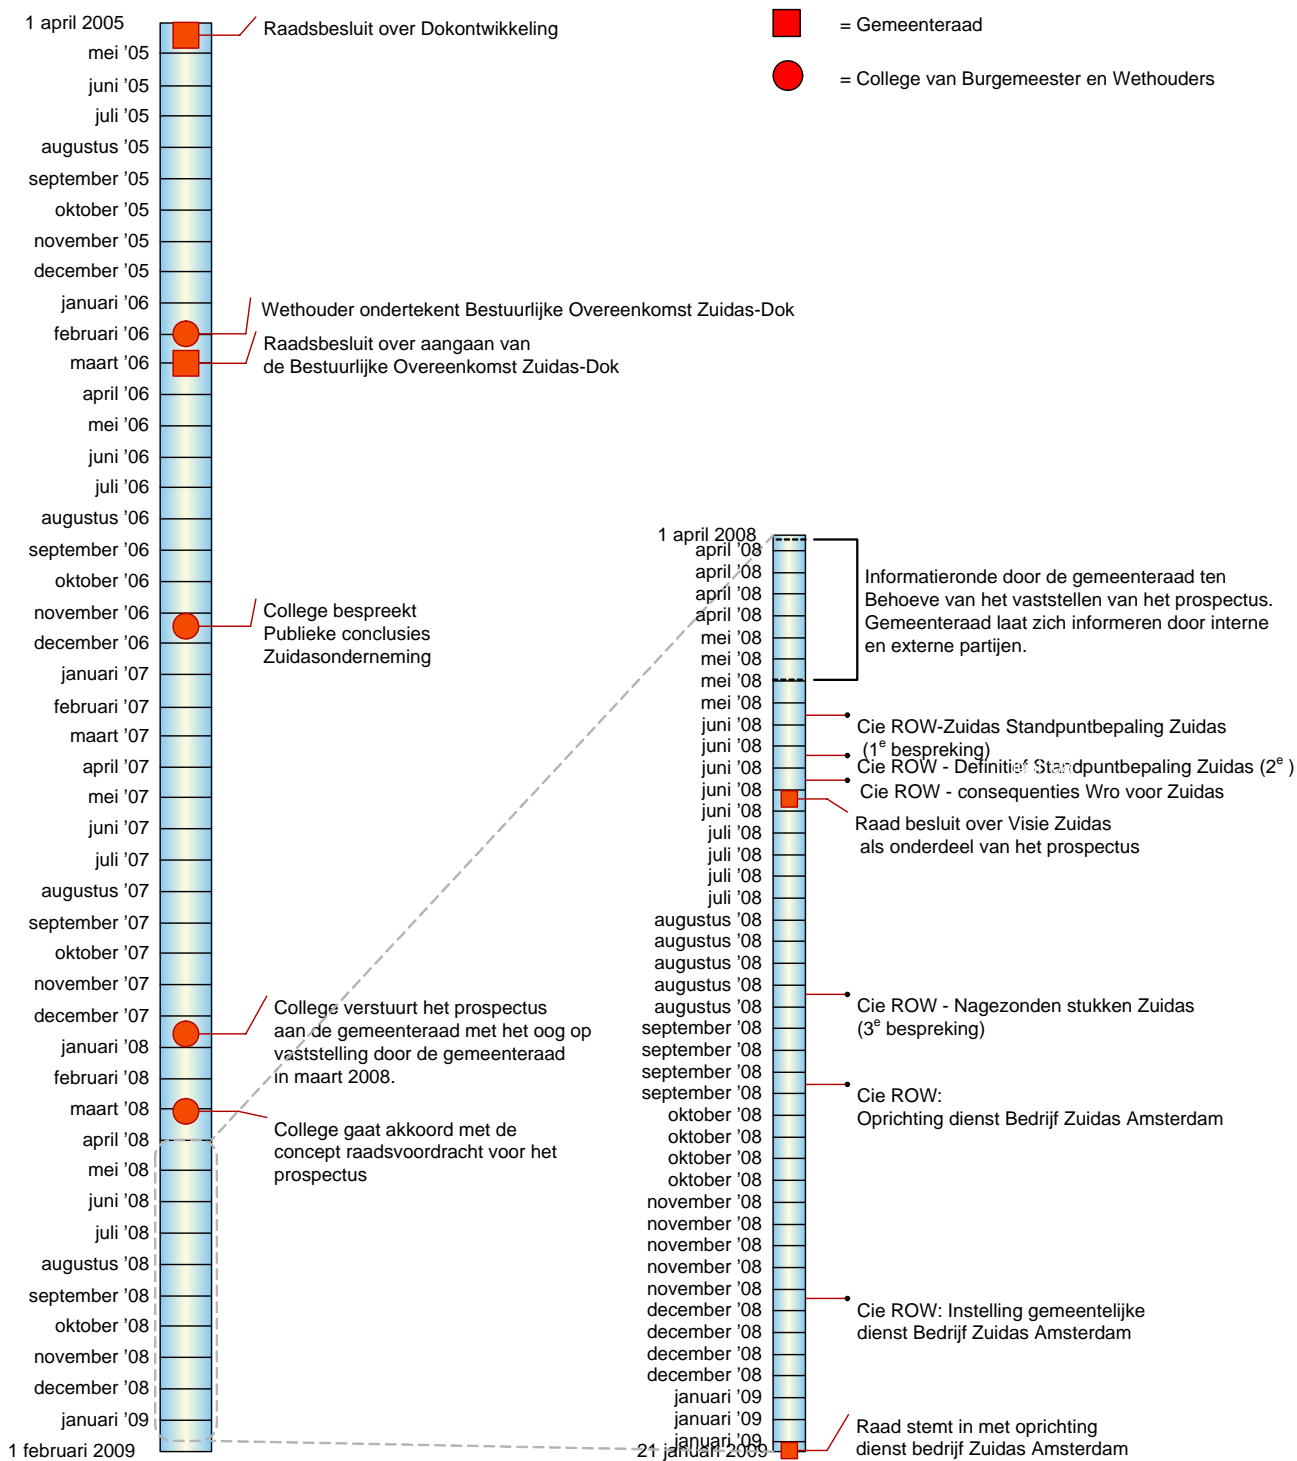 1 april 2005
mei ’05
juni ’05
juli ’05
augustus ’05
september ’05
oktober ’05
november ’05
december ’05
januari ’06
februari ’06
maart ’06
april ’06
mei ’06
juni ’06
juli ’06
augustus ’06
september ’06
oktober ’06
november ’06
december ’06
januari ’07
februari ’07
maart ’07
april ’07
mei ’07
juni ’07
juli ’07
augustus ’07
september ’07
oktober ’07
november ’07
december ’07
januari ’08
februari ’08
maart ’08
april ’08
mei ’08
juni ’08
juli ’08
augustus ’08
september ’08
oktober ’08
november ’08
december ’08
januari ’09
1 februari 2009
Raadsbesluit over Dokontwikkeling
Wethouder ondertekent Bestuurlijke Overeenkomst Zuidas-Dok
Raadsbesluit over aangaan van
de Bestuurlijke Overeenkomst Zuidas-Dok
College bespreekt
Publieke conclusies
Zuidasonderneming
College verstuurt het prospectus
aan de gemeenteraad met het oog op
vaststelling door de gemeenteraad
in maart 2008.
College gaat akkoord met de
concept raadsvoordracht voor het
prospectus
= Gemeenteraad
= College van Burgemeester en Wethouders
1 april 2008
april ’08
april ’08
april ’08
april ’08
mei ’08
mei ’08
mei ’08
mei ’08
juni ’08
juni ’08
juni ’08
juni ’08
juni ’08
juli ’08
juli ’08
juli ’08
juli ’08
augustus ’08
augustus ’08
augustus ’08
augustus ’08
augustus ’08
september ’08
september ’08
september ’08
september ’08
oktober ’08
oktober ’08
oktober ’08
oktober ’08
november ’08
november ’08
november ’08
november ’08
november ’08
december ’08
december ’08
december ’08
december ’08
januari ’09
januari ’09
januari ’09
21 januari 2009
Informatieronde door de gemeenteraad ten
Behoeve van het vaststellen van het prospectus.
Gemeenteraad laat zich informeren door interne
en externe partijen.
Cie ROW-Zuidas Standpuntbepaling Zuidas
(1e bespreking)
Cie ROW - Definitief Standpuntbepaling Zuidas (2e )
Cie ROW - consequenties Wro voor Zuidas
Raad besluit over Visie Zuidas
als onderdeel van het prospectus
Cie ROW - Nagezonden stukken Zuidas
(3e bespreking)
Cie ROW:
Oprichting dienst Bedrijf Zuidas Amsterdam
Cie ROW: Instelling gemeentelijke
dienst Bedrijf Zuidas Amsterdam
Raad stemt in met oprichting
dienst bedrijf Zuidas Amsterdam